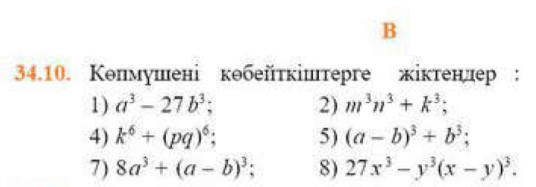 В
34.10. Көпмүшені көбейткіштерге жіктеңдер :
1) a³ – 27 b³; 2) m³n³ + k³;
4) k⁶ + (pq)⁶; 5) (a – b)³ + b³;
7) 8a³ + (a – b)³; 8) 27x³ – y³(x – y)³.